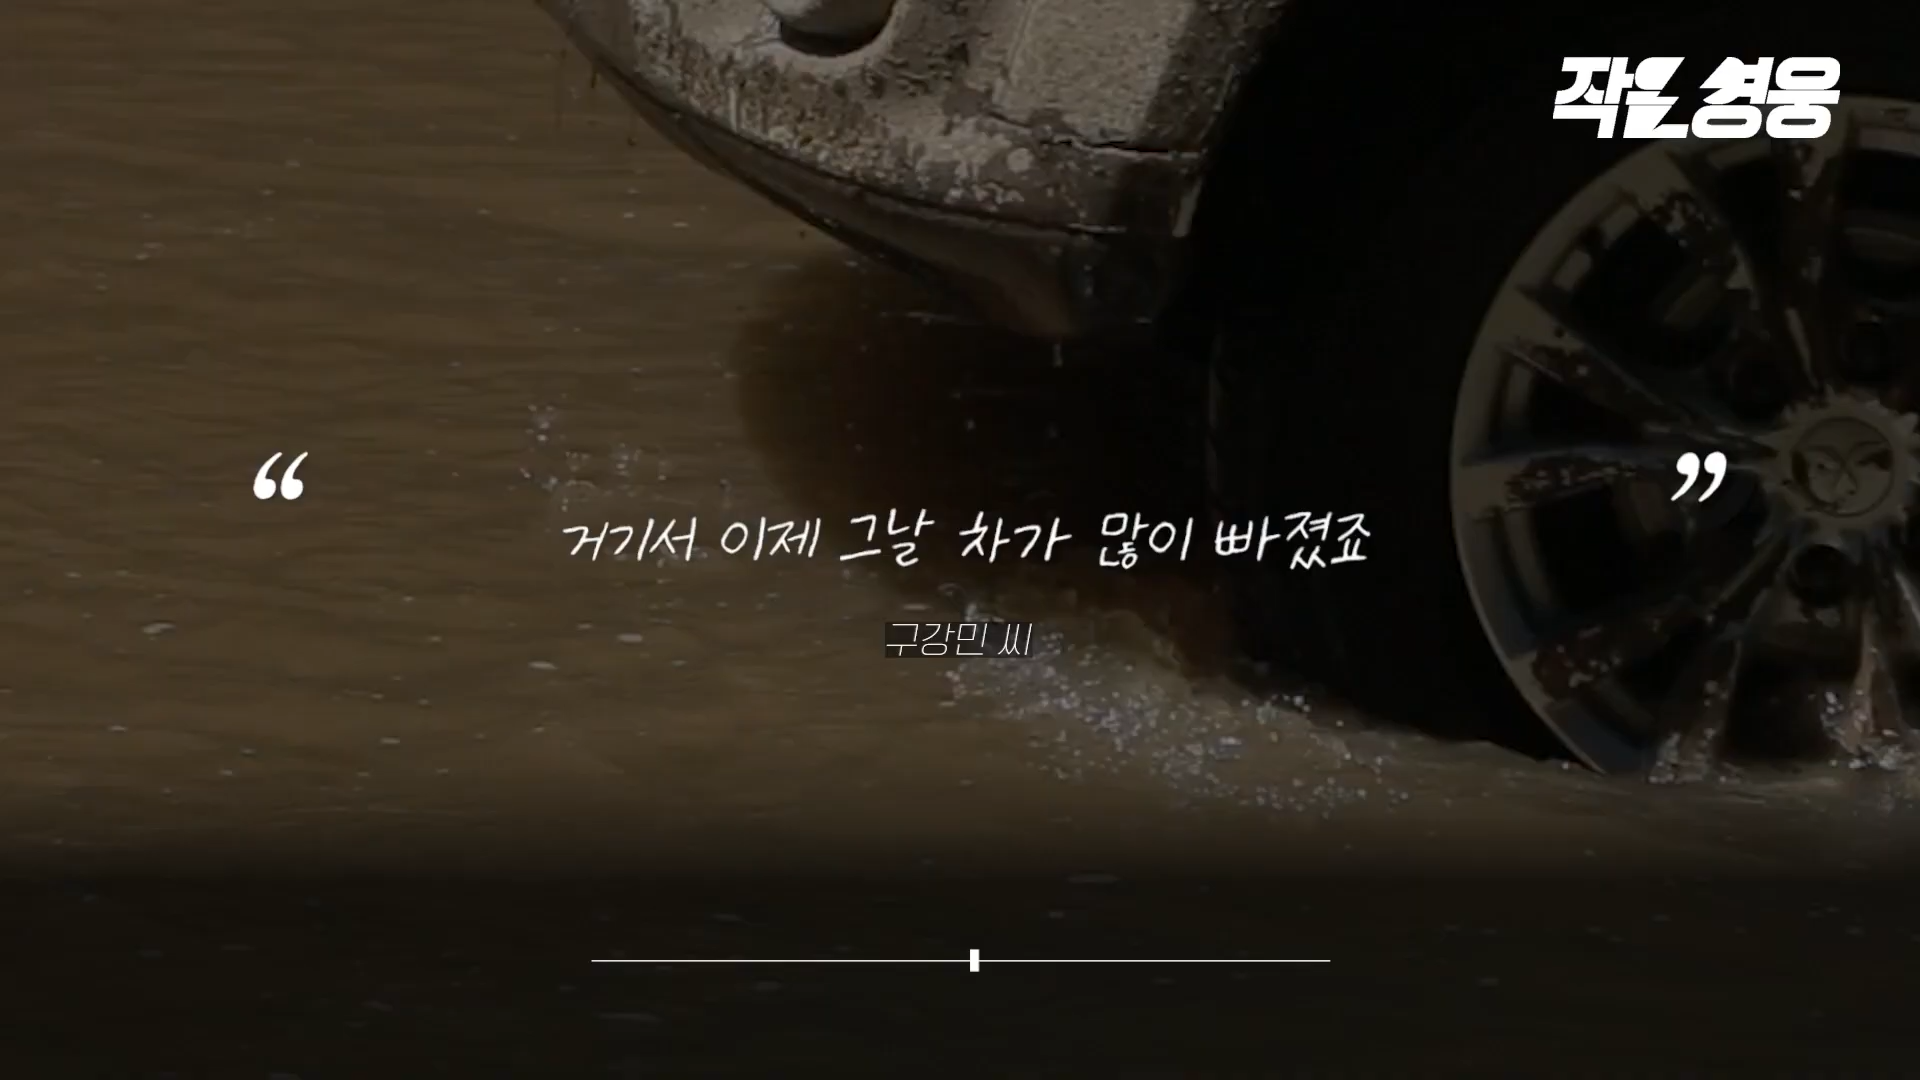 작은 영웅
“ ”
거기서 이제 그날 차가 많이 빠졌죠
구강민 씨